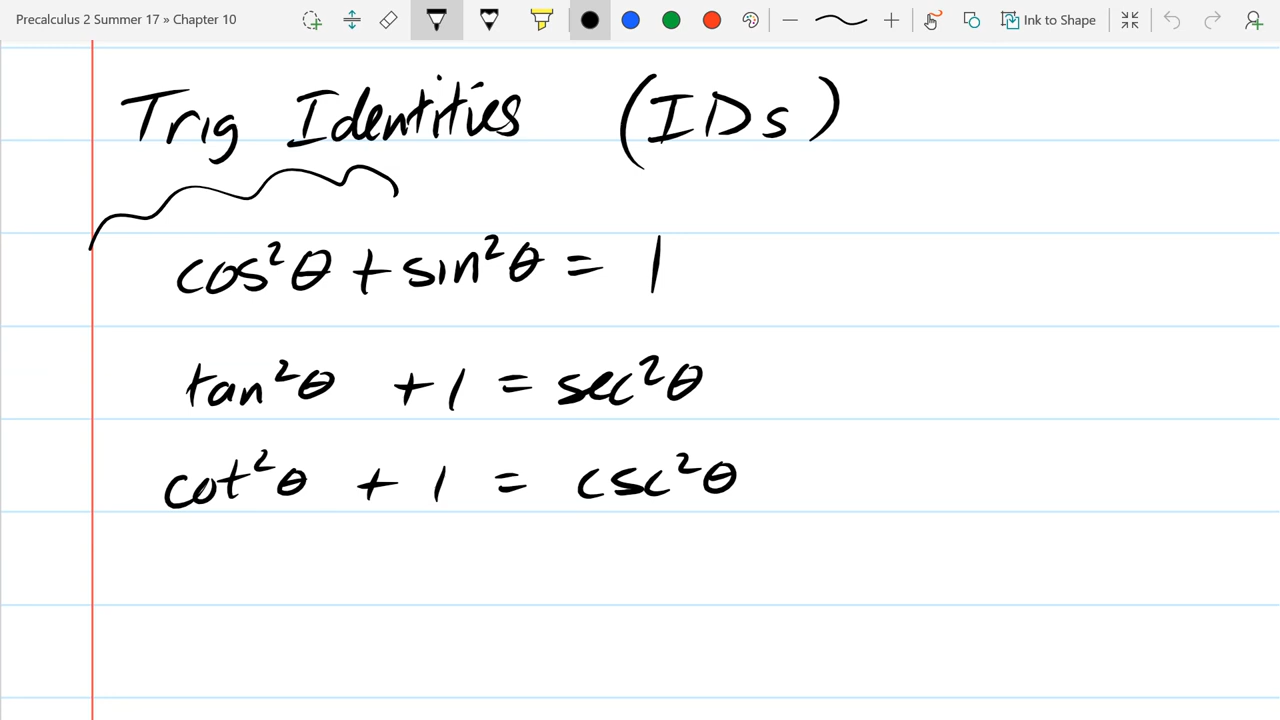 Precalculus 2 Summer 17 » Chapter 10 Ink to Shape
Trig Identities (IDs)
cos²θ + sin²θ = 1
tan²θ + 1 = sec²θ
cot²θ + 1 = csc²θ